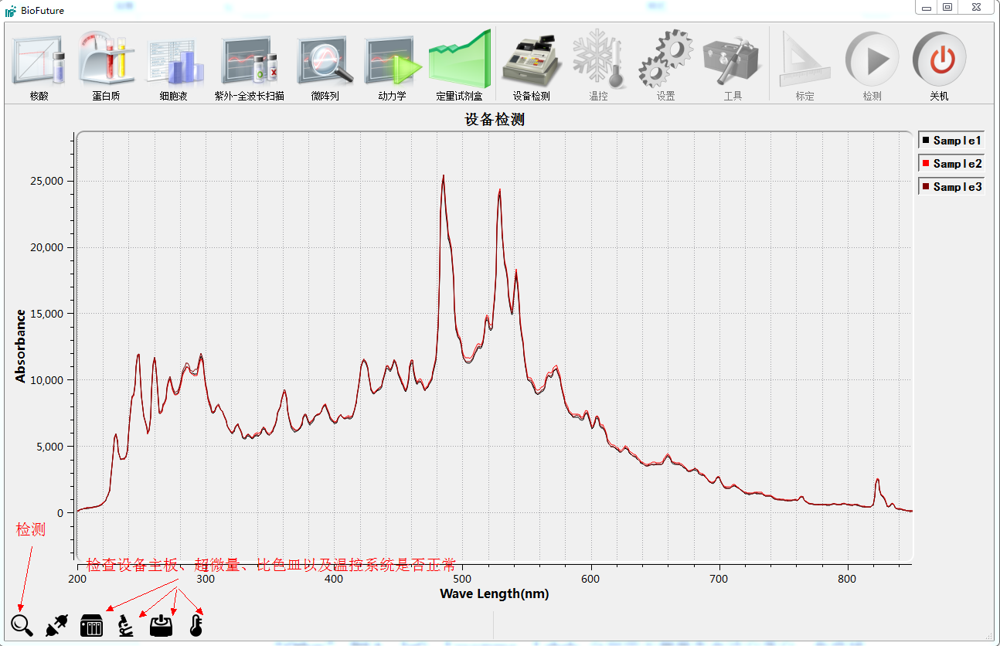 BioFuture
核酸 蛋白质 细胞液 紫外-全波长扫描 微阵列 动力学 定量试剂盒 设备检测 温控 设置 工具 标定 检测 关机
设备检测
Sample1
Sample2
Sample3
Absorbance
25,000
20,000
15,000
10,000
5,000
0
检测
检查设备主板、超微量、比色皿以及温控系统是否正常
200 300 400 500 600 700 800
Wave Length(nm)